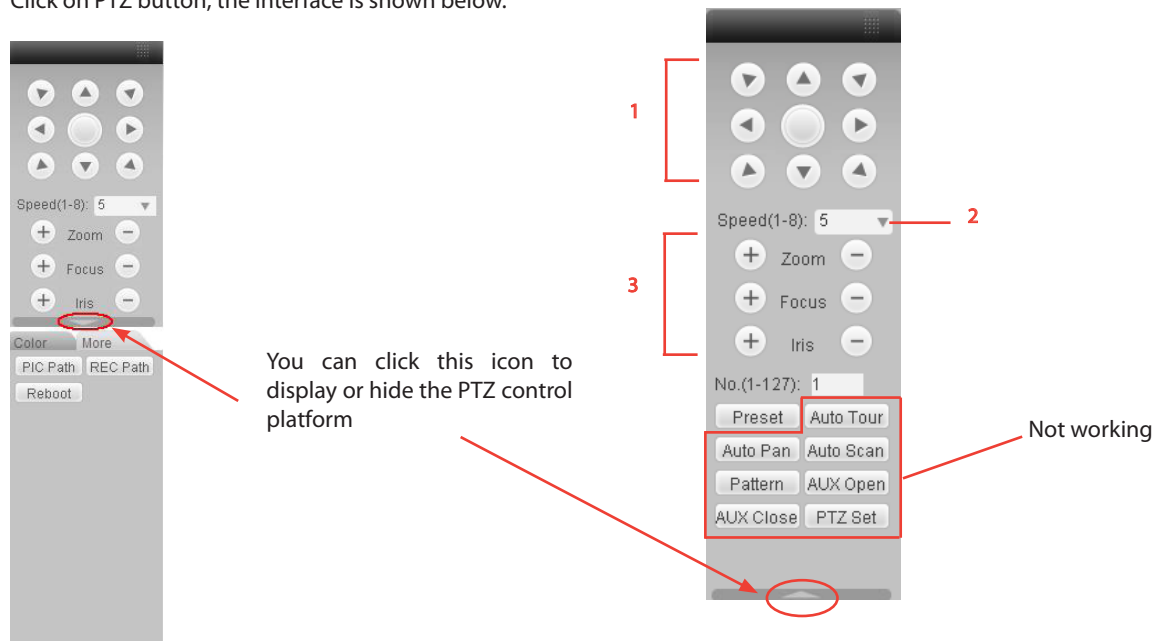 Click on PTZ button, the interface is shown below.
Speed(1-8): 5
+ Zoom −
+ Focus −
+ Iris −
Color More
PIC Path REC Path
Reboot
You can click this icon to
display or hide the PTZ control
platform
1
Speed(1-8): 5
2
3
+ Zoom −
+ Focus −
+ Iris −
No.(1-127): 1
Preset Auto Tour
Auto Pan Auto Scan
Pattern AUX Open
AUX Close PTZ Set
Not working